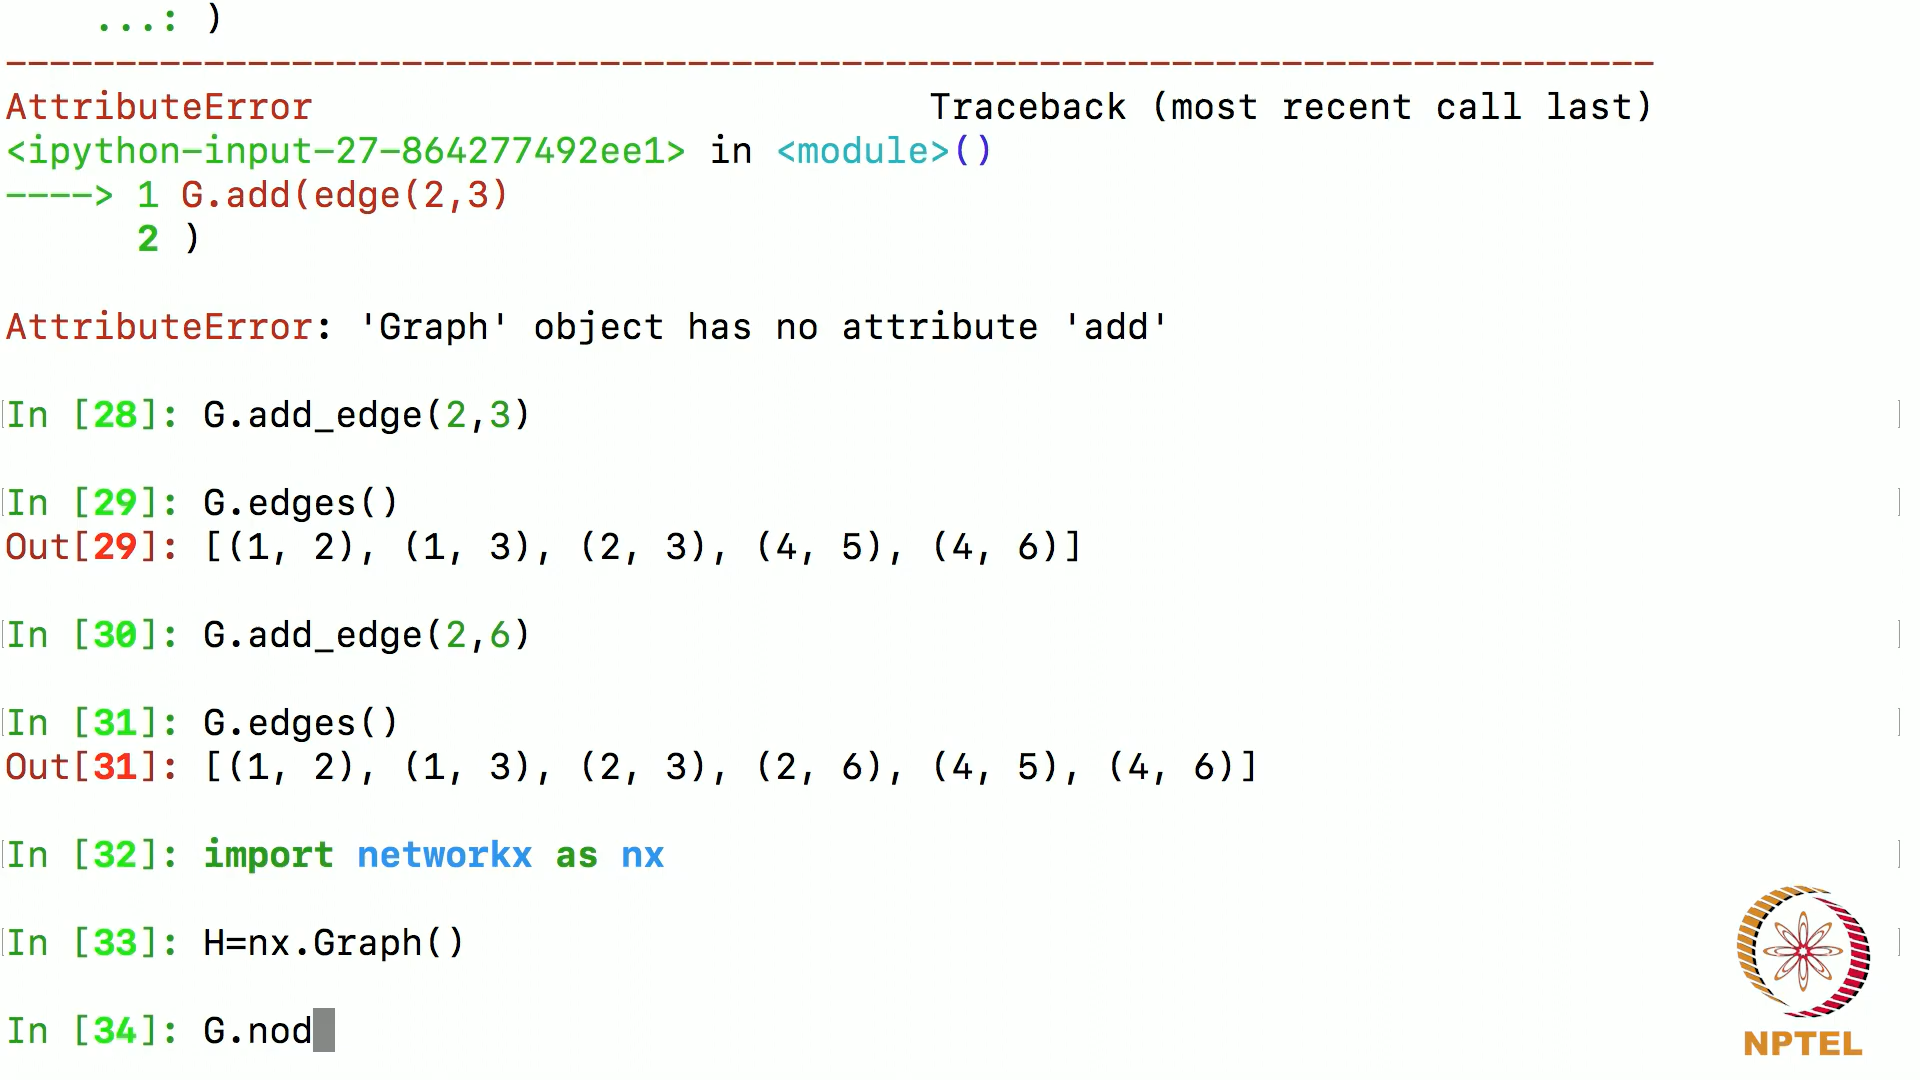 ...: )
---------------------------------------------------------------------------
AttributeError Traceback (most recent call last)
<ipython-input-27-864277492ee1> in <module>()
----> 1 G.add(edge(2,3)
2 )
AttributeError: 'Graph' object has no attribute 'add'
In [28]: G.add_edge(2,3)
In [29]: G.edges()
Out[29]: [(1, 2), (1, 3), (2, 3), (4, 5), (4, 6)]
In [30]: G.add_edge(2,6)
In [31]: G.edges()
Out[31]: [(1, 2), (1, 3), (2, 3), (2, 6), (4, 5), (4, 6)]
In [32]: import networkx as nx
In [33]: H=nx.Graph()
In [34]: G.nod
NPTEL